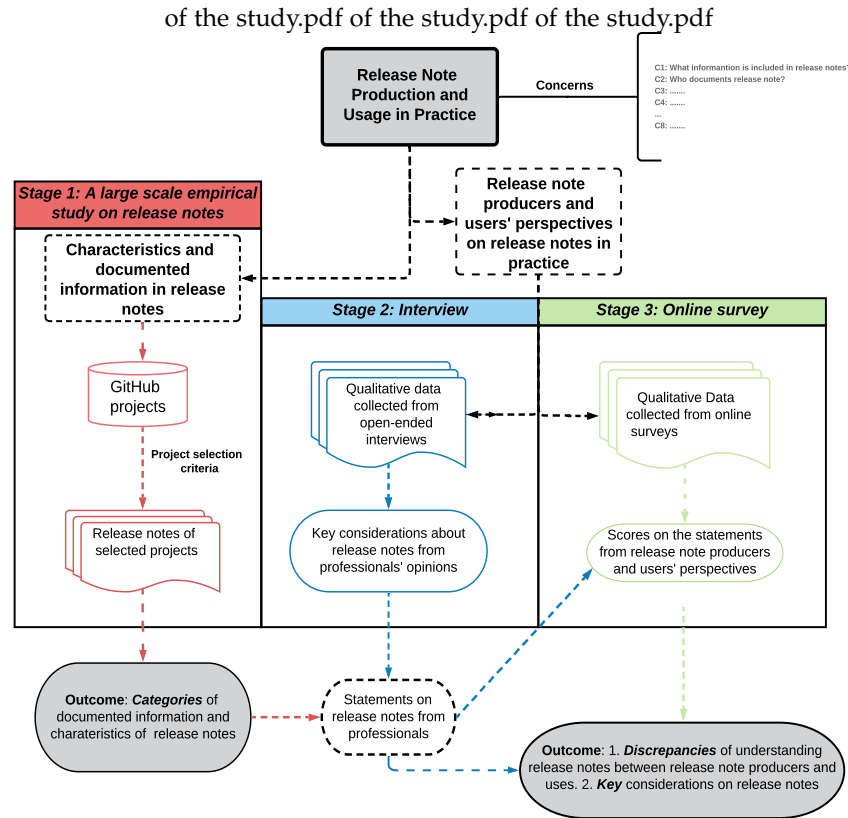 of the study.pdf of the study.pdf of the study.pdf
Release Note
Production and
Usage in Practice
Concerns
C1: What informantion is included in release notes'
C2: Who documents release note?
C3: .......
C4: .......
...
C8: .......
Stage 1: A large scale empirical
study on release notes
Release note
producers and
users' perspectives
on release notes in
practice
Characteristics and
documented
information in release
notes
Stage 2: Interview
Stage 3: Online survey
GitHub
projects
Project selection
criteria
Release notes of
selected projects
Qualitative data
collected from
open-ended
interviews
Key considerations about
release notes from
professionals' opinions
Qualitative Data
collected from online
surveys
Scores on the statements
from release note producers
and users' perspectives
Outcome: Categories of
documented information and
charateristics of release notes
Statements on
release notes from
professionals
Outcome: 1. Discrepancies of understanding
release notes between release note producers and
uses. 2. Key considerations on release notes